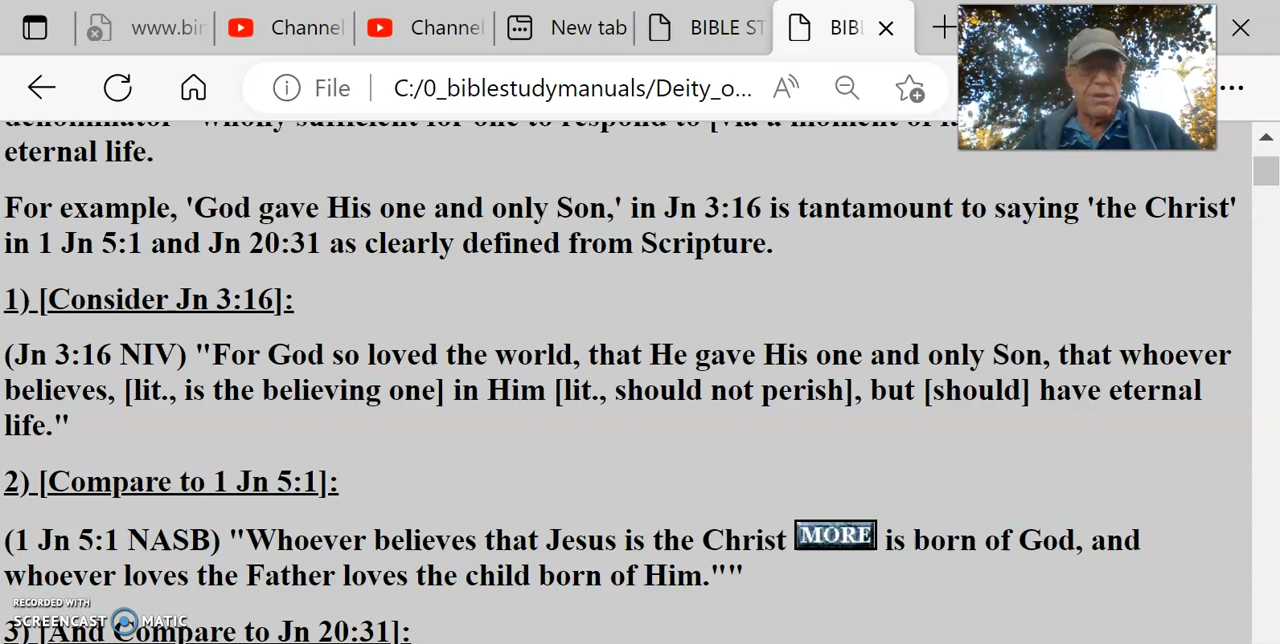 www.bin
Channel
Channel
New tab
BIBLE ST
BIBL
File
C:/0_biblestudymanuals/Deity_o...
eternal life.
For example, 'God gave His one and only Son,' in Jn 3:16 is tantamount to saying 'the Christ'
in 1 Jn 5:1 and Jn 20:31 as clearly defined from Scripture.
1) [Consider Jn 3:16]:
(Jn 3:16 NIV) "For God so loved the world, that He gave His one and only Son, that whoever
believes, [lit., is the believing one] in Him [lit., should not perish], but [should] have eternal
life."
2) [Compare to 1 Jn 5:1]:
(1 Jn 5:1 NASB) "Whoever believes that Jesus is the Christ MORE is born of God, and
whoever loves the Father loves the child born of Him.""
RECORDED WITH
SCREENCAST MATIC
3) [And Compare to Jn 20:31]: